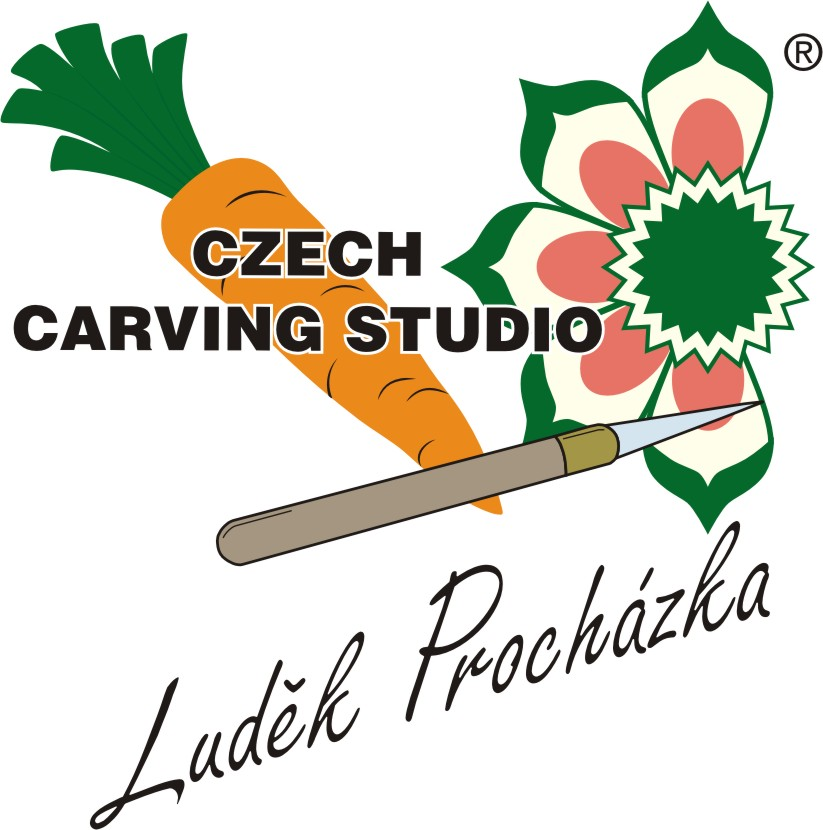 ®
CZECH
CARVING STUDIO
Luděk Procházka